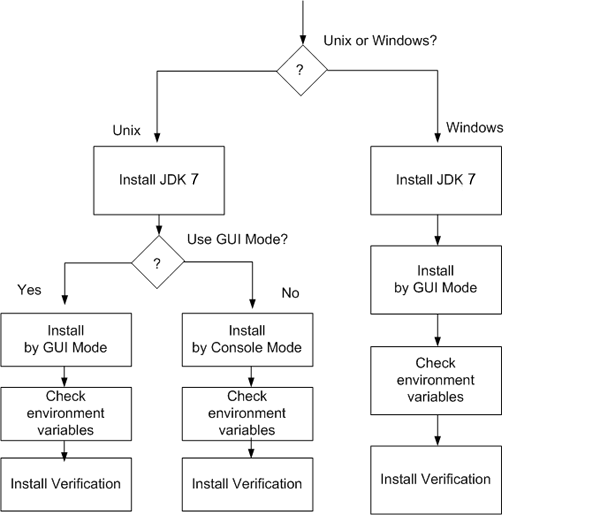 Unix or Windows?
?
Unix
Windows
Install JDK 7
Install JDK 7
Use GUI Mode?
?
Yes
No
Install
by GUI Mode
Install
by GUI Mode
Install
by Console Mode
Check
environment
variables
Check
environment
variables
Check
environment
variables
Install Verification
Install Verification
Install Verification